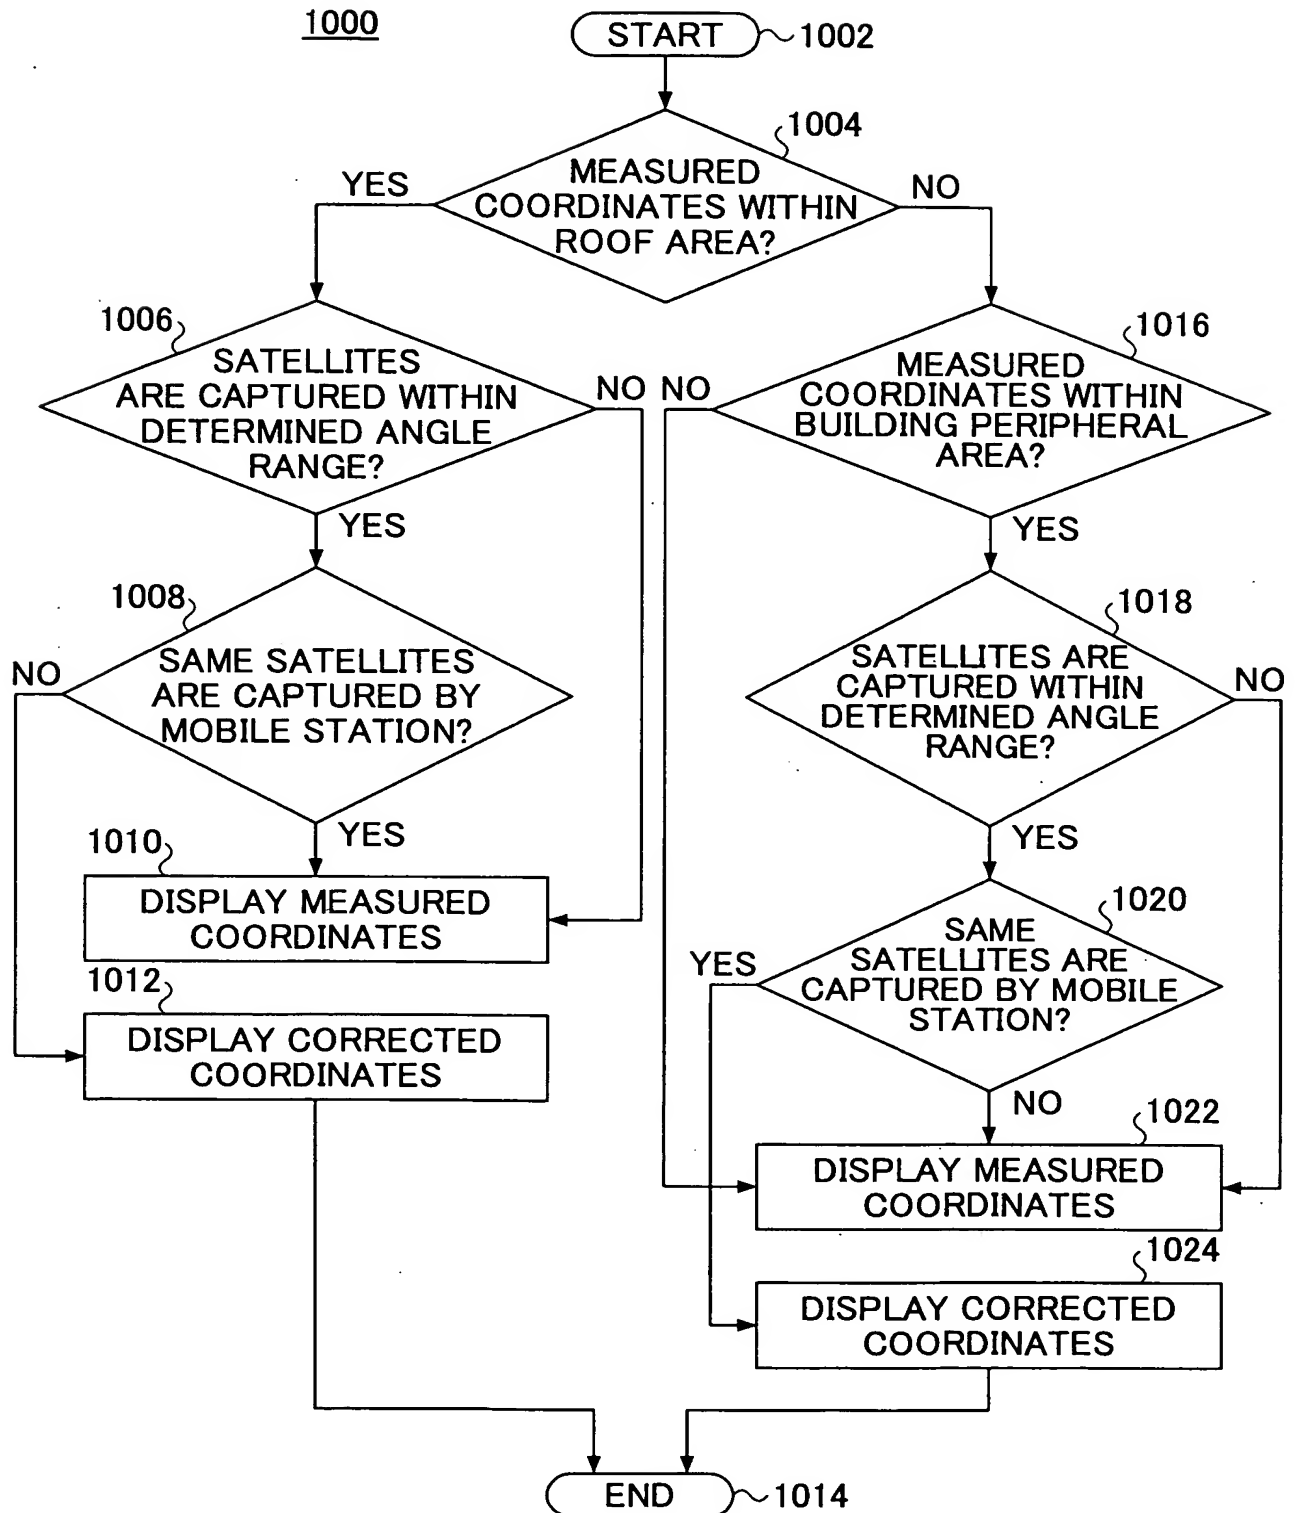 1000
START
1002
1004
MEASURED
COORDINATES WITHIN
ROOF AREA?
YES
NO
1006
SATELLITES
ARE CAPTURED WITHIN
DETERMINED ANGLE
RANGE?
NO
YES
1008
SAME SATELLITES
ARE CAPTURED BY
MOBILE STATION?
NO
YES
1010
DISPLAY MEASURED
COORDINATES
1012
DISPLAY CORRECTED
COORDINATES
1016
MEASURED
COORDINATES WITHIN
BUILDING PERIPHERAL
AREA?
NO
YES
1018
SATELLITES ARE
CAPTURED WITHIN
DETERMINED ANGLE
RANGE?
NO
YES
1020
SAME
SATELLITES ARE
CAPTURED BY MOBILE
STATION?
YES
NO
1022
DISPLAY MEASURED
COORDINATES
1024
DISPLAY CORRECTED
COORDINATES
END
1014